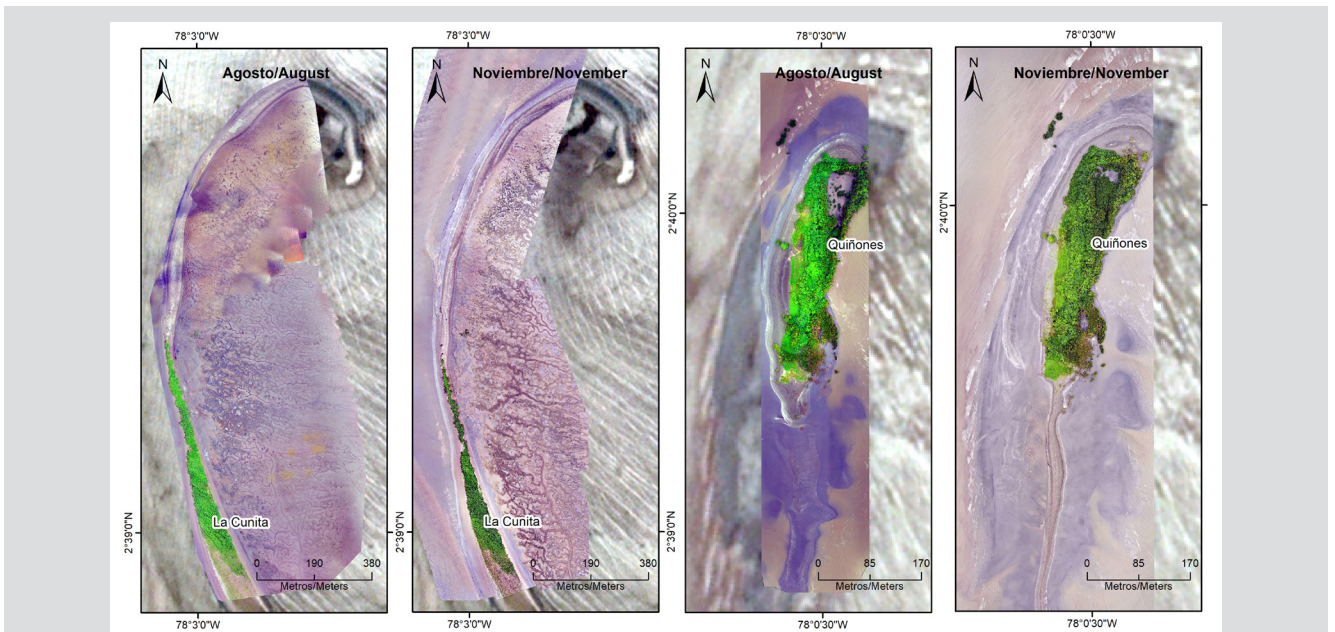 78°3'0"W
N
Agosto/August
La Cunita
2°39'0"N
0 190 380
Metros/Meters
78°3'0"W
78°3'0"W
N
Noviembre/November
La Cunita
2°39'0"N
0 190 380
Metros/Meters
78°3'0"W
78°0'30"W
N
Agosto/August
2°40'0"N
Quiñones
0 85 170
Metros/Meters
78°0'30"W
78°0'30"W
N
Noviembre/November
2°40'0"N
Quiñones
0 85 170
Metros/Meters
78°0'30"W